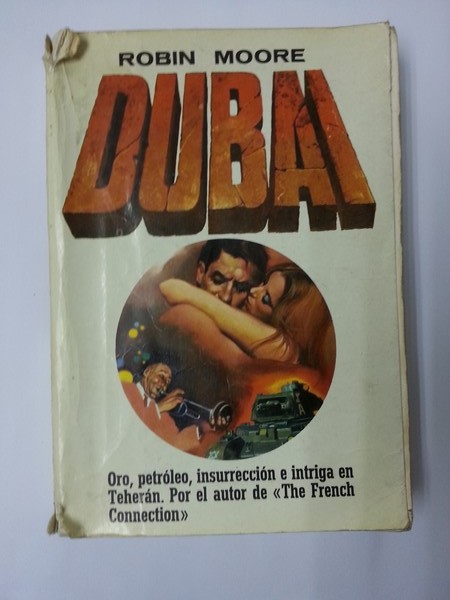 ROBIN MOORE
DUBAI
Oro, petróleo, insurrección e intriga en
Teherán. Por el autor de «The French
Connection»